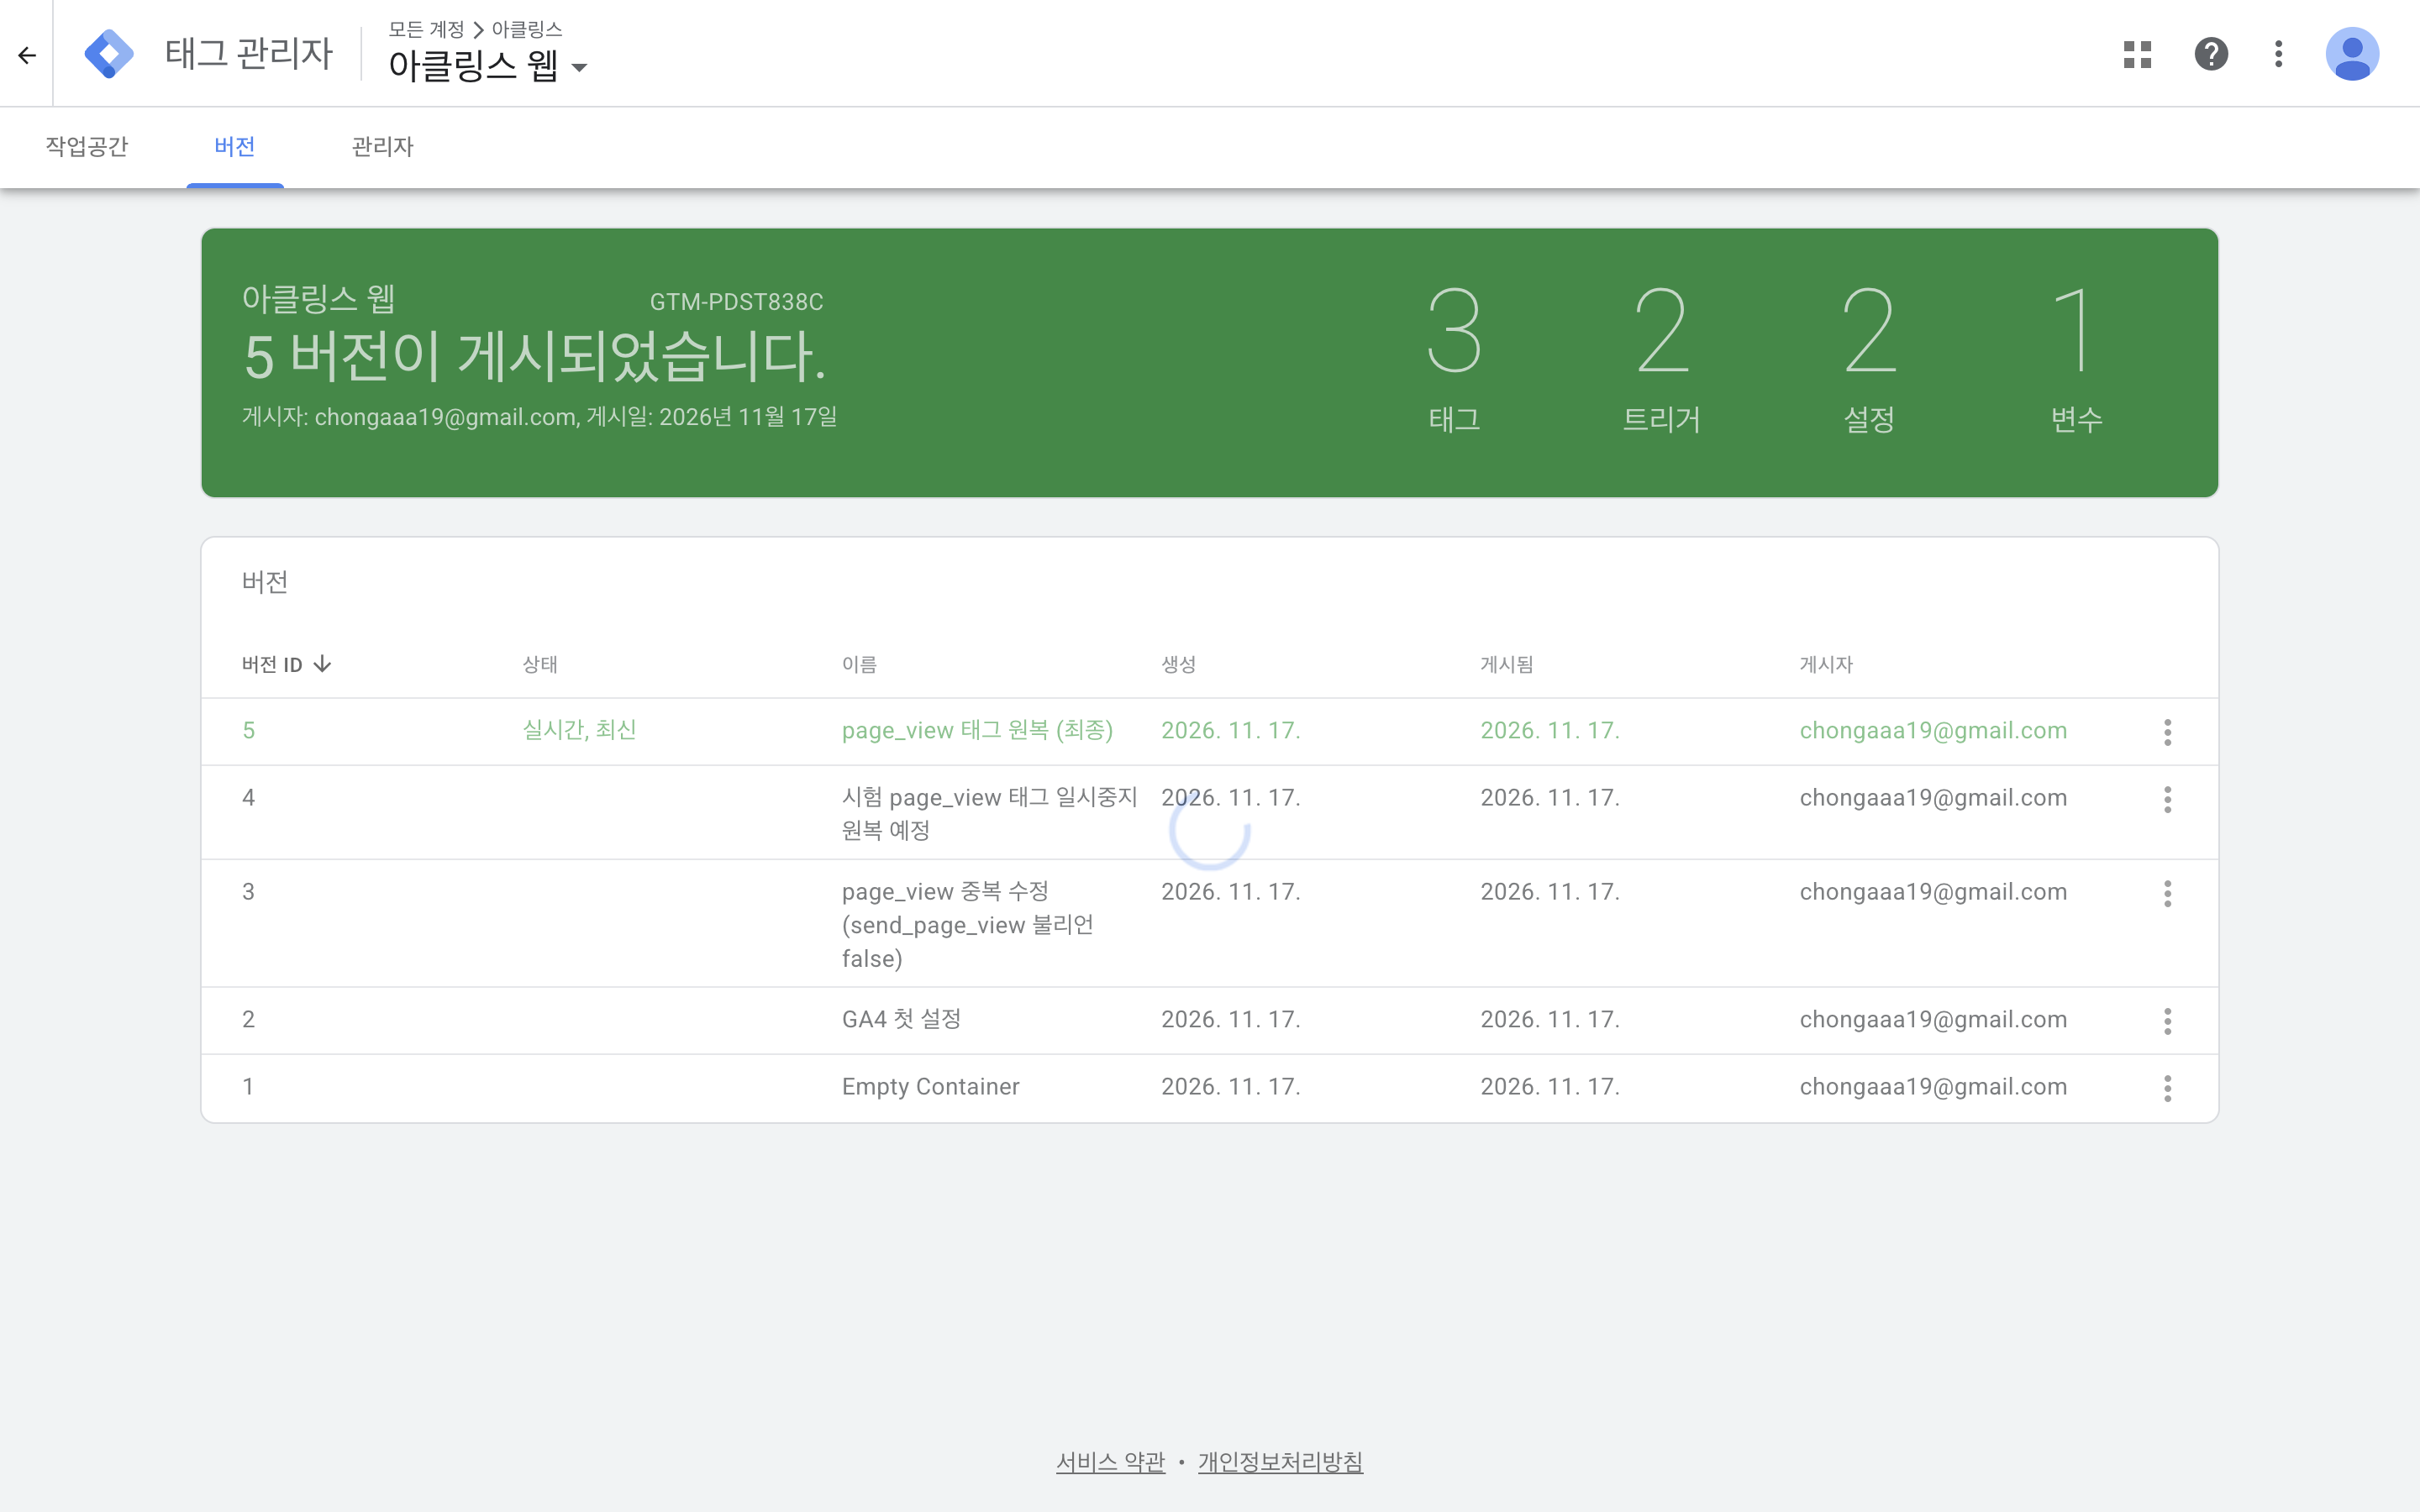 태그 관리자
모든 계정 > 아클링스
아클링스 웹
작업공간 버전 관리자
아클링스 웹 GTM-PDST838C
5 버전이 게시되었습니다.
게시자: chongaaa19@gmail.com, 게시일: 2026년 11월 17일
3 2 2 1
태그 트리거 설정 변수
버전
버전 ID 상태 이름 생성 게시됨 게시자
5 실시간, 최신 page_view 태그 원복 (최종) 2026. 11. 17. 2026. 11. 17. chongaaa19@gmail.com
4 시험 page_view 태그 일시중지 2026. 11. 17. 2026. 11. 17. chongaaa19@gmail.com
원복 예정
3 page_view 중복 수정 2026. 11. 17. 2026. 11. 17. chongaaa19@gmail.com
(send_page_view 불리언
false)
2 GA4 첫 설정 2026. 11. 17. 2026. 11. 17. chongaaa19@gmail.com
1 Empty Container 2026. 11. 17. 2026. 11. 17. chongaaa19@gmail.com
서비스 약관 • 개인정보처리방침